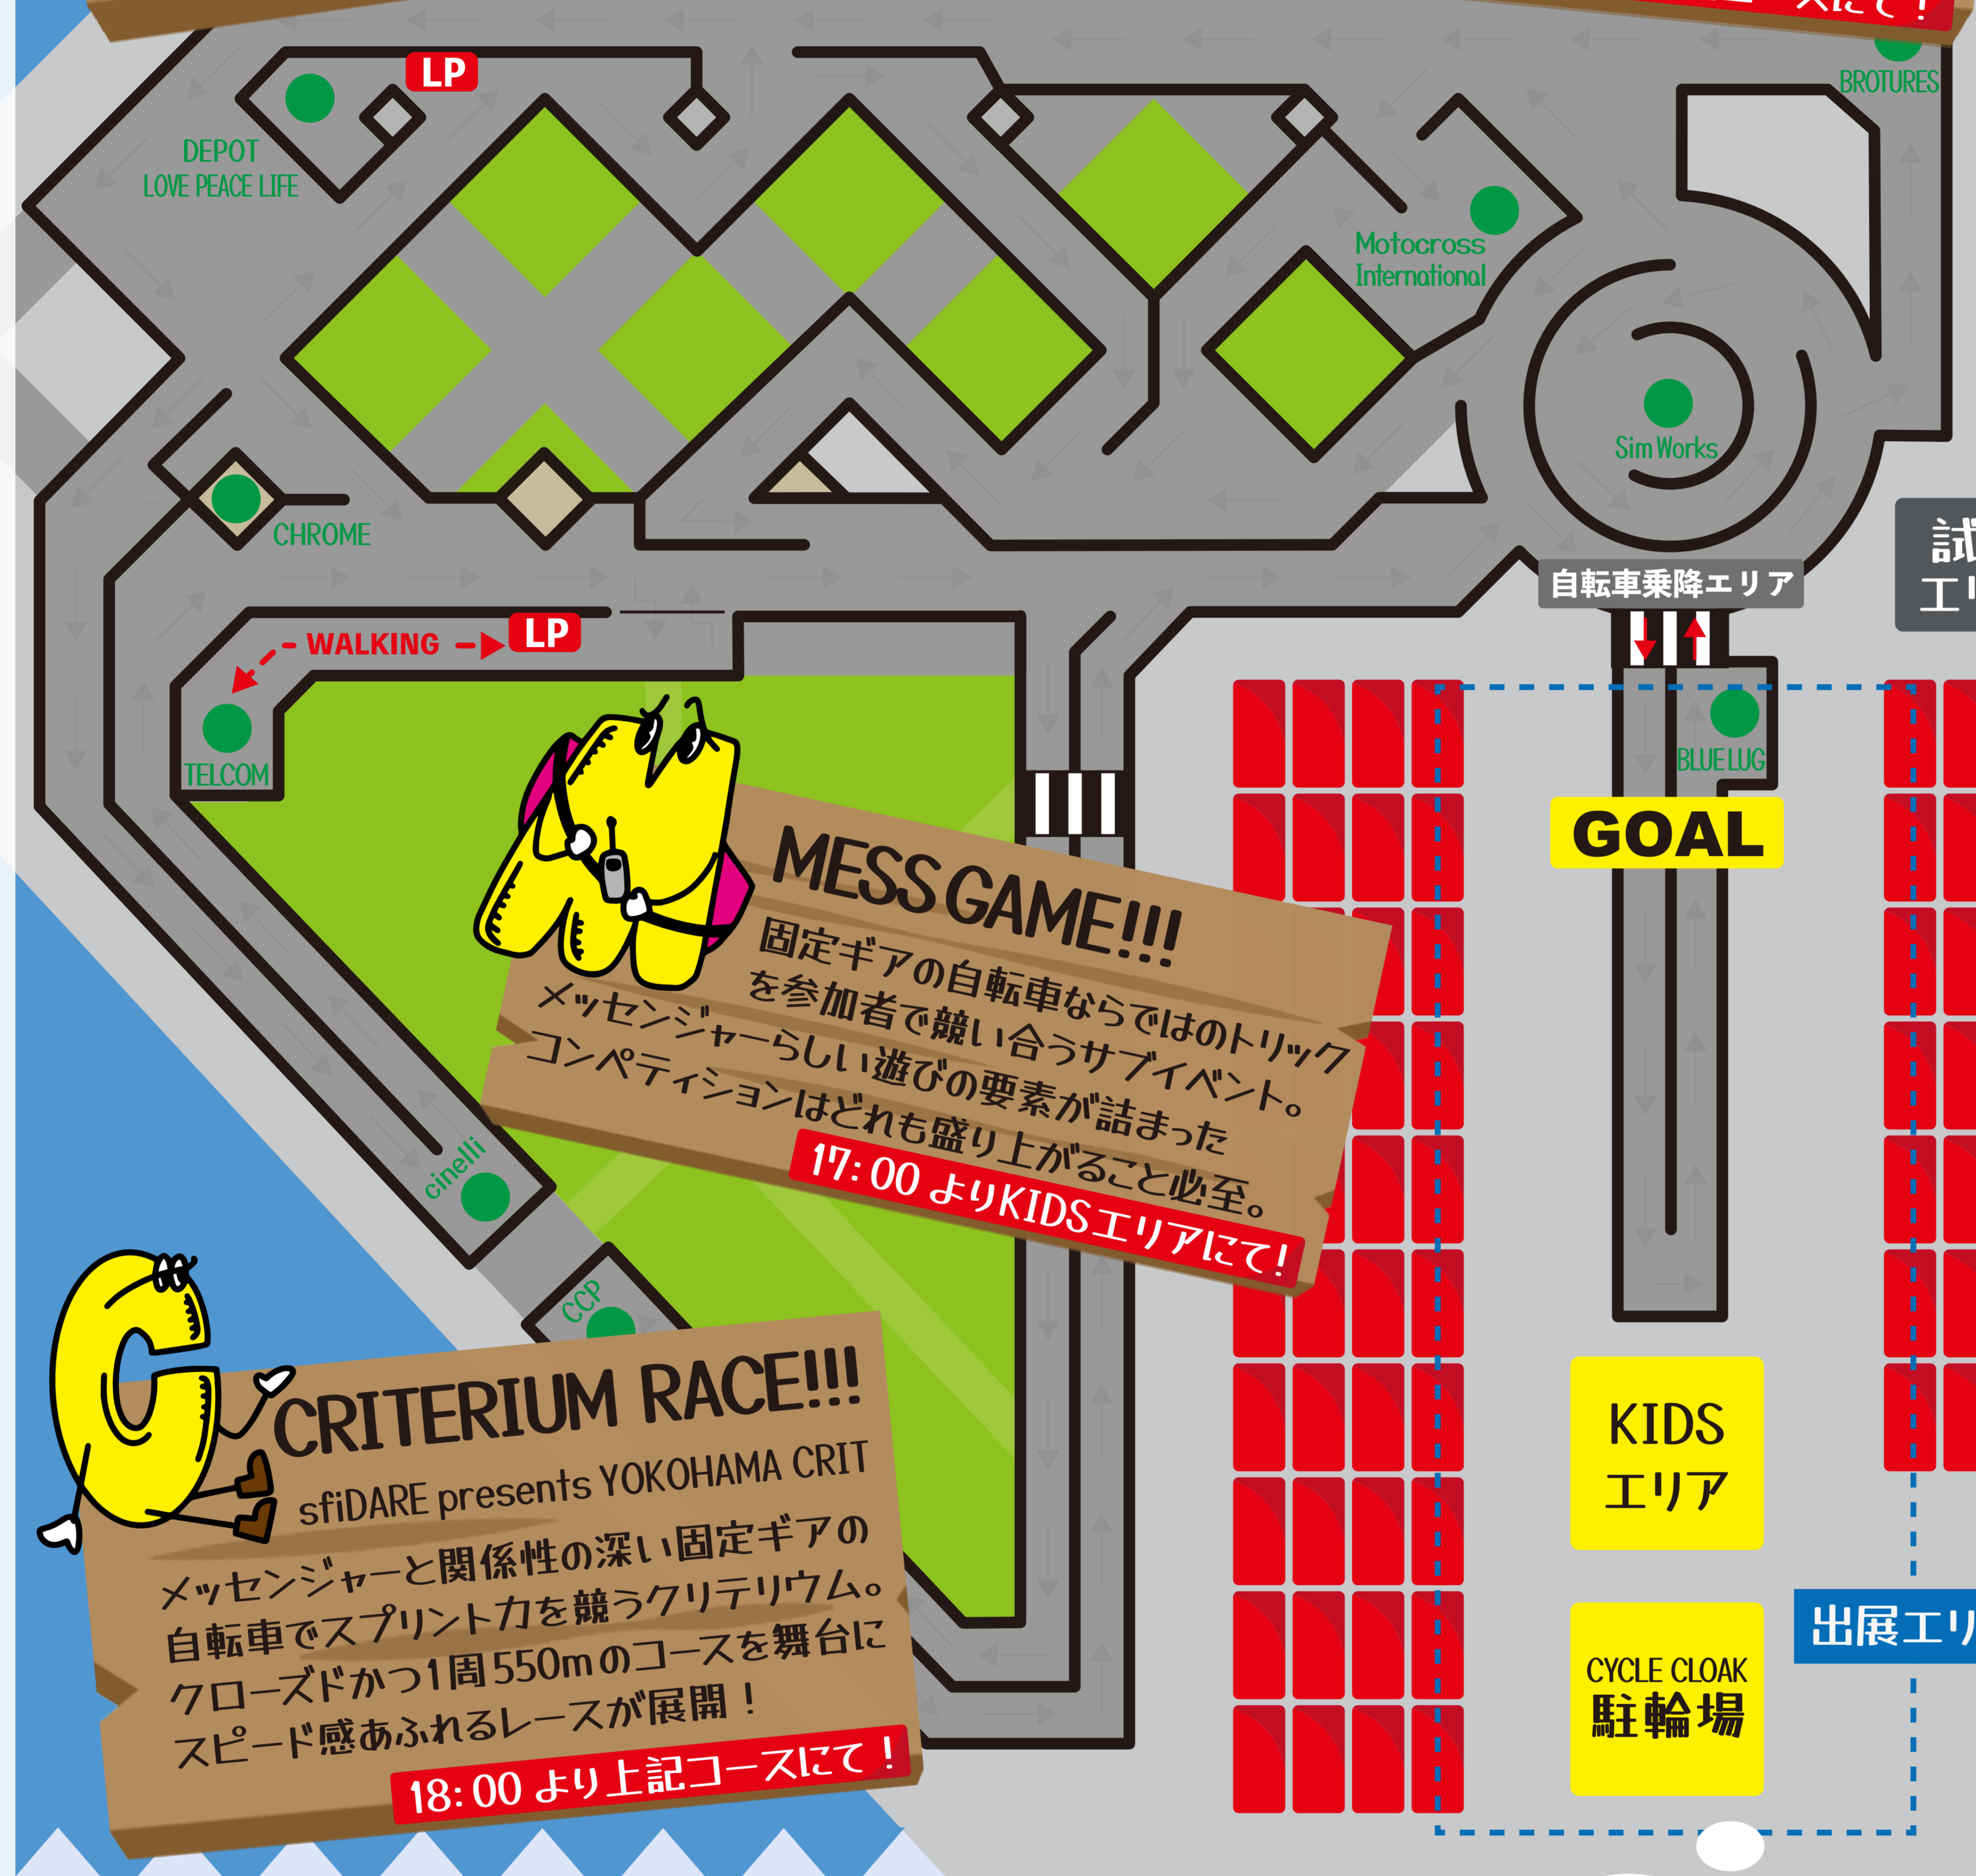 ースにて！
BROTURES
LP
DEPOT
LOVE PEACE LIFE
Motocross
International
Sim Works
CHROME
自転車乗降エリア
試
エリ
WALKING
LP
TELCOM
BLUE LUG
GOAL
MESS GAME!!!
固定ギアの自転車ならではのトリック
を参加者で競い合うサブイベント。
メッセンジャーらしい遊びの要素が詰まった
コンペティションはどれも盛り上がること必至。
17:00 よりKIDSエリアにて!
cinelli
CCP
CRITERIUM RACE!!!
sfiDARE presents YOKOHAMA CRIT
メッセンジャーと関係性の深い固定ギアの
自転車でスプリント力を競うクリテリウム。
クローズドかつ1周550mのコースを舞台に
スピード感あふれるレースが展開！
18:00 より上記コースにて！
KIDS
エリア
出展エリ
CYCLE CLOAK
駐輪場